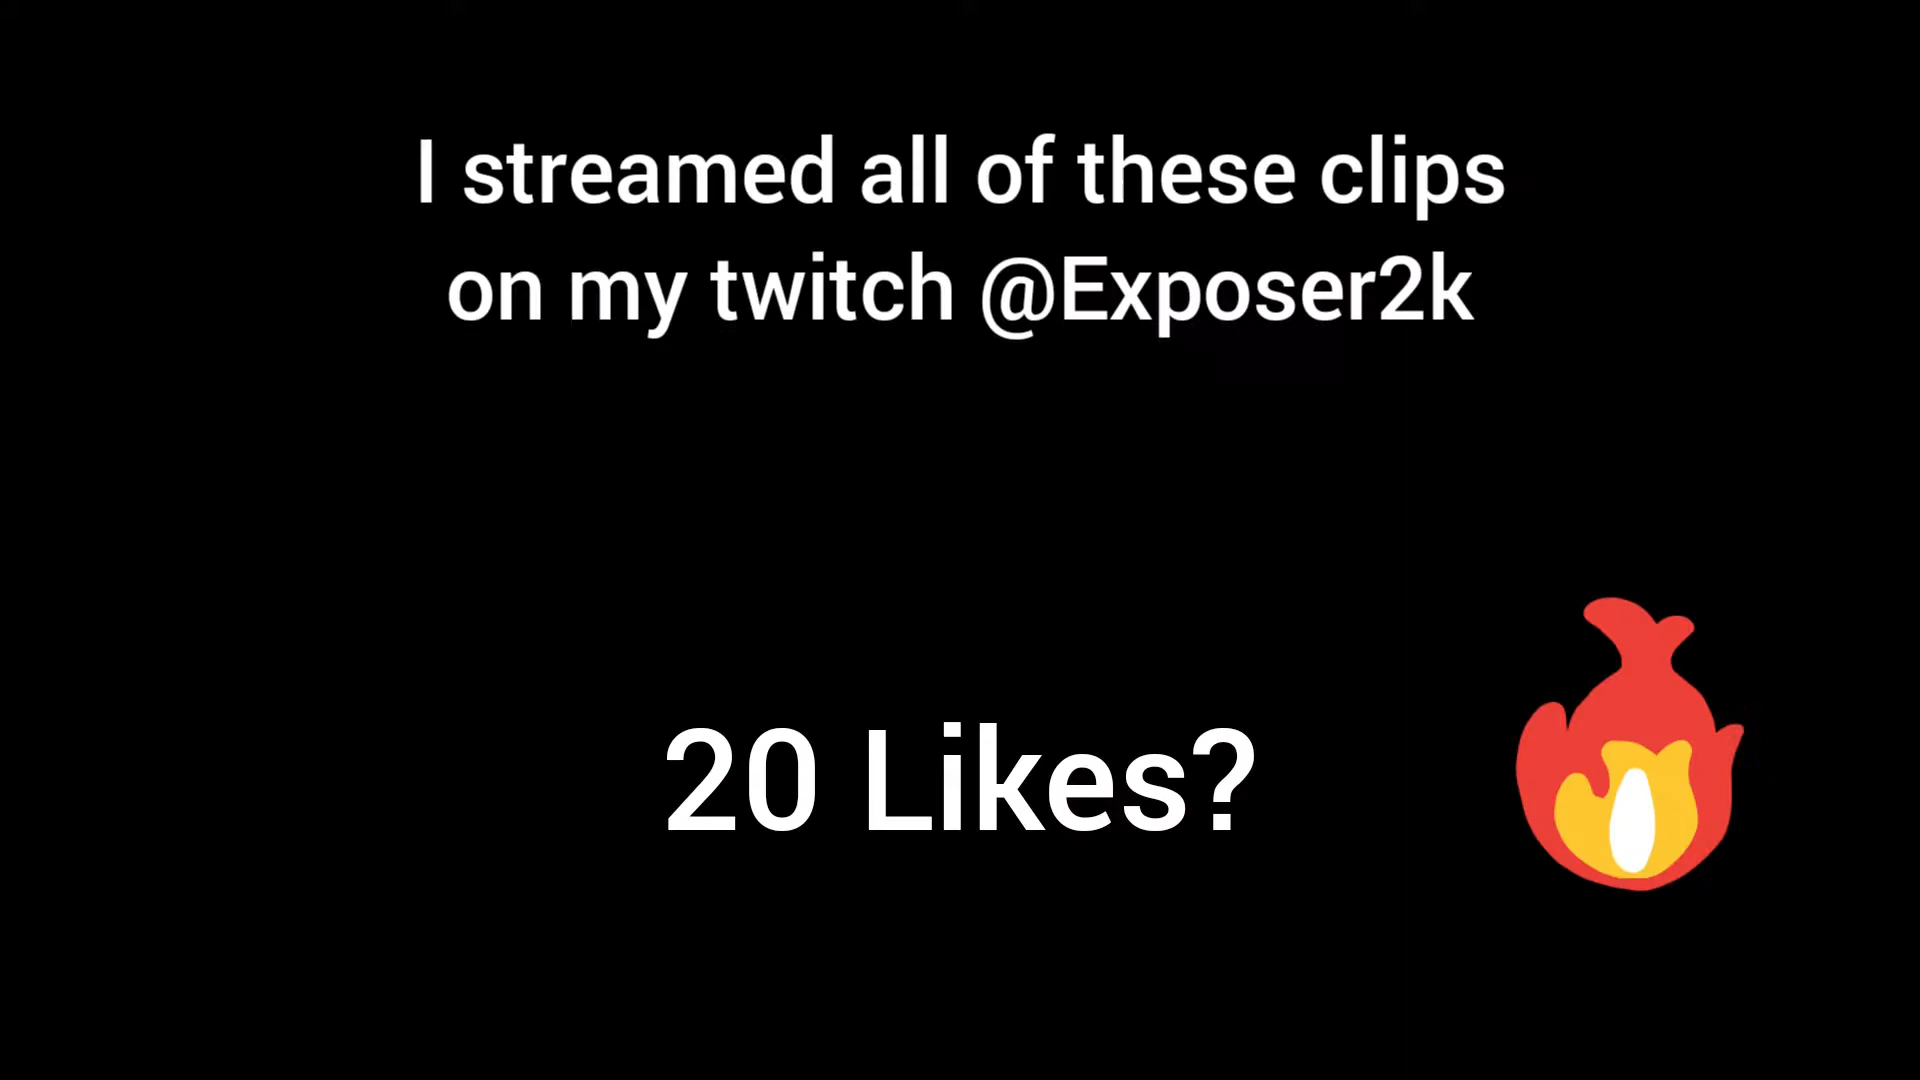 I streamed all of these clips
on my twitch @Exposer2k
20 Likes?